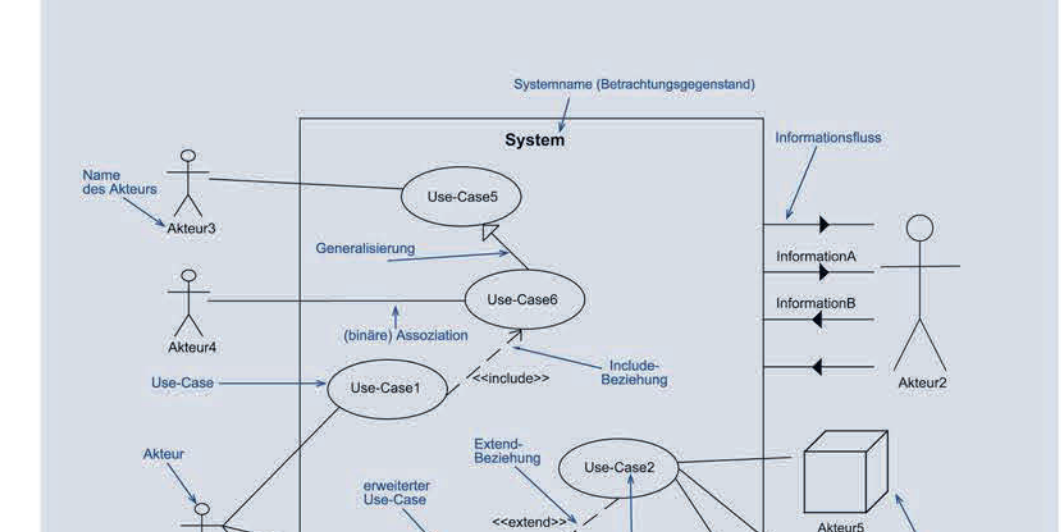 Systemname (Betrachtungsgegenstand)
System
Informationsfluss
Name
des Akteurs
Akteur3
Use-Case5
Generalisierung
InformationA
Use-Case6
InformationB
(binäre) Assoziation
Akteur4
Include-
Beziehung
<<include>>
Use-Case
Use-Case1
Akteur2
Extend-
Beziehung
Akteur
Use-Case2
erweiterter
Use-Case
<<extend>>
Akteur5